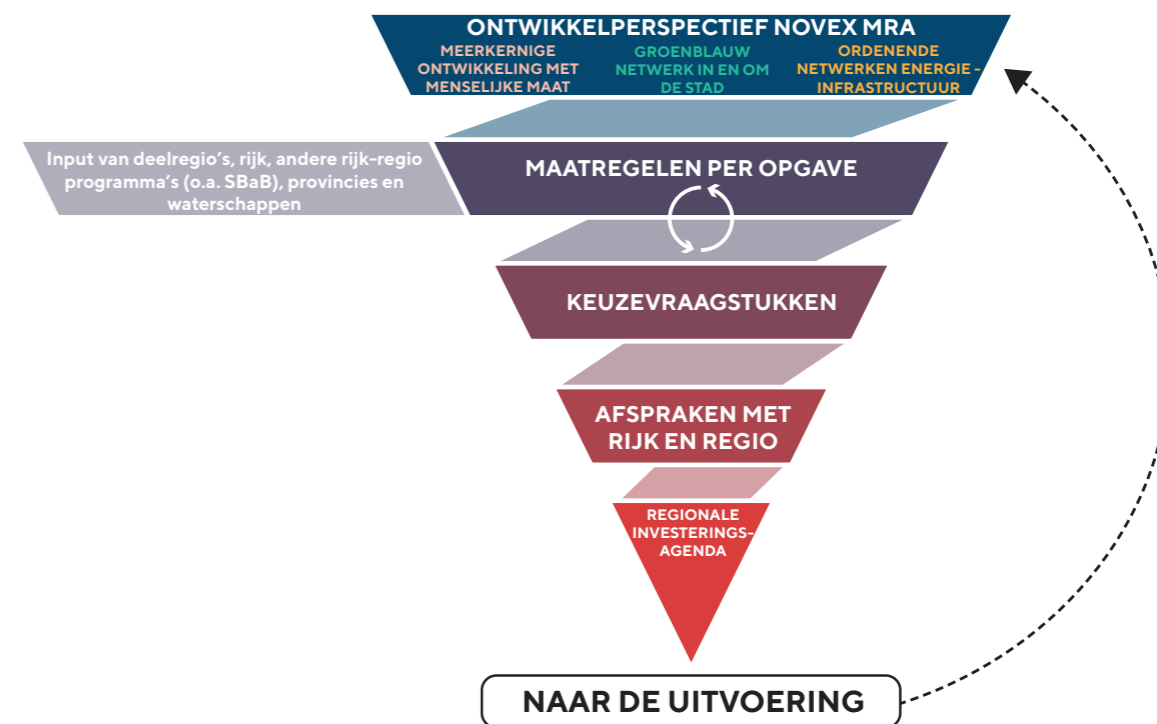 ONTWIKKELPERSPECTIEF NOVEX MRA
MEERKERNIGE
ONTWIKKELING MET
MENSELIJKE MAAT
GROENBLAUW
NETWERK IN EN OM
DE STAD
ORDENENDE
NETWERKEN ENERGIE -
INFRASTRUCTUUR
Input van deelregio's, rijk, andere rijk-regio
programma's (o.a. SBaB), provincies en
waterschappen
MAATREGELEN PER OPGAVE
KEUZEVRAAGSTUKKEN
AFSPRAKEN MET
RIJK EN REGIO
REGIONALE
INVESTERINGS-
AGENDA
NAAR DE UITVOERING